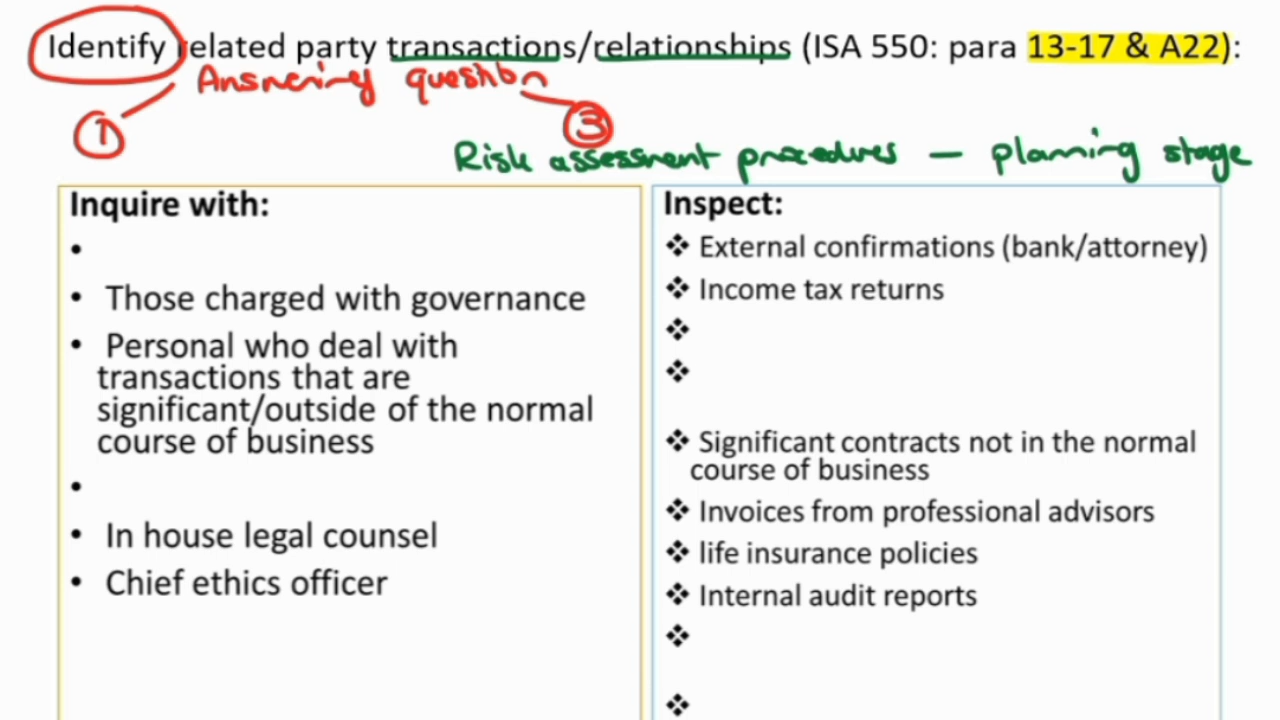 Identify related party transactions/relationships (ISA 550: para 13-17 & A22):
Answering question
1
3
Risk assessment procedures — planning stage
Inquire with:
•
• Those charged with governance
• Personal who deal with
transactions that are
significant/outside of the normal
course of business
•
• In house legal counsel
• Chief ethics officer
Inspect:
❖ External confirmations (bank/attorney)
❖ Income tax returns
❖
❖
❖ Significant contracts not in the normal
course of business
❖ Invoices from professional advisors
❖ life insurance policies
❖ Internal audit reports
❖
❖